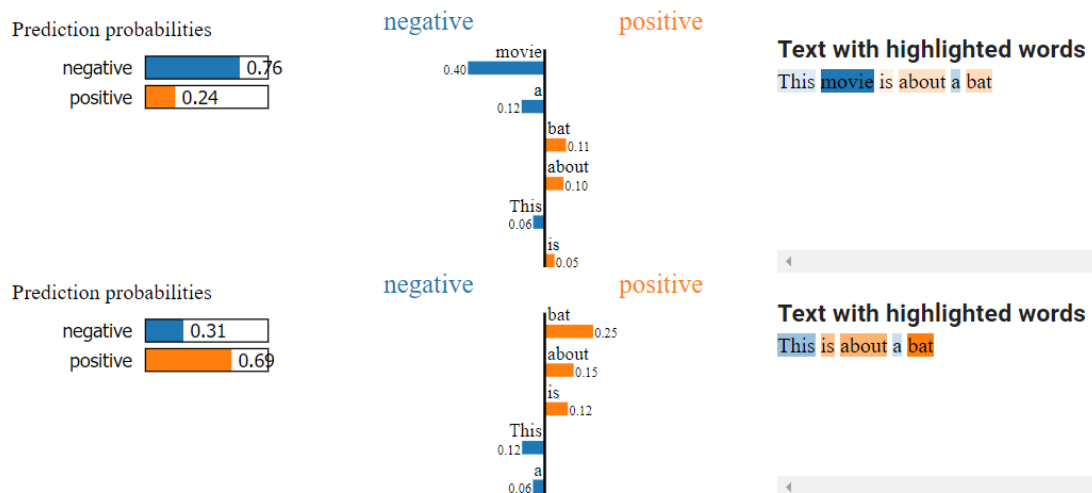 Prediction probabilities
negative 0.76
positive 0.24
negative positive
movie
0.40
a
0.12
bat
0.11
about
0.10
This
0.06
is
0.05
Text with highlighted words
This movie is about a bat
Prediction probabilities
negative 0.31
positive 0.69
negative positive
bat
0.25
about
0.15
is
0.12
This
0.12
a
0.06
Text with highlighted words
This is about a bat